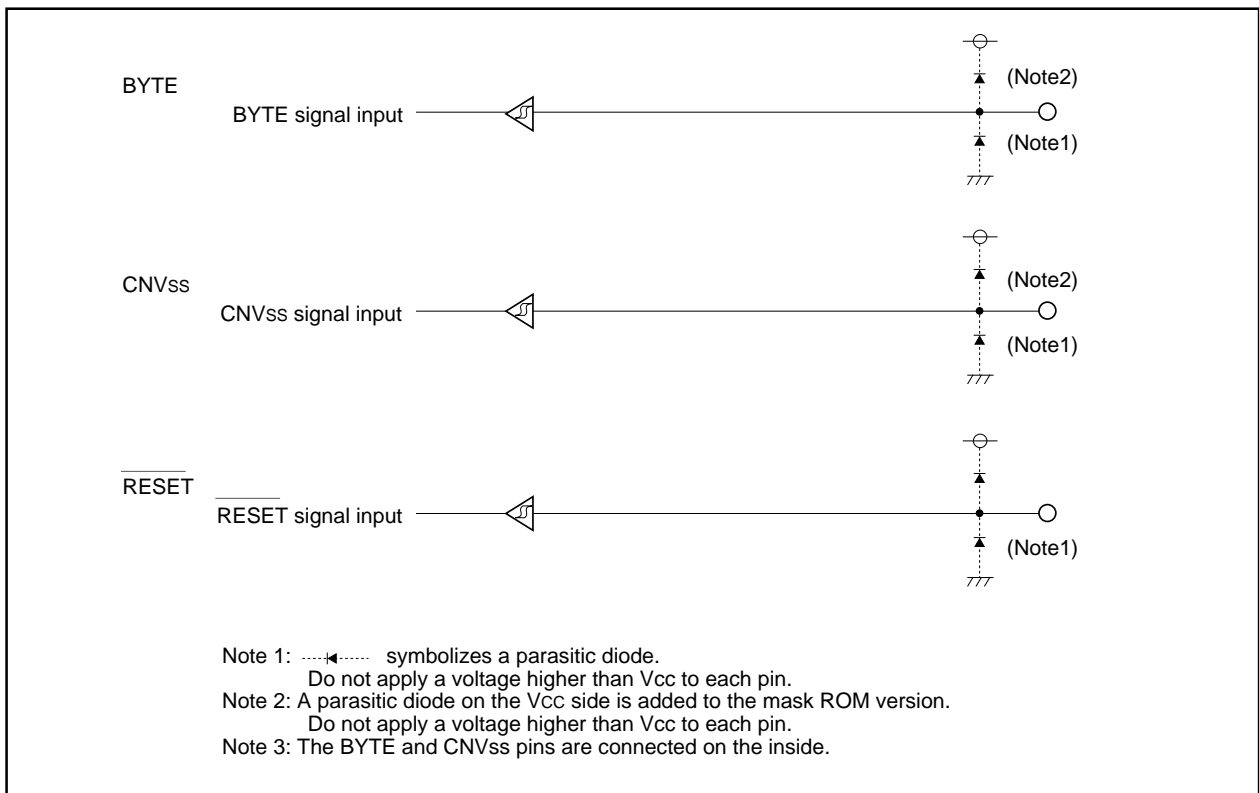 BYTE
BYTE signal input
(Note2)
(Note1)
CNVss
CNVss signal input
(Note2)
(Note1)
RESET
RESET signal input
(Note1)
Note 1: symbolizes a parasitic diode.
Do not apply a voltage higher than Vcc to each pin.
Note 2: A parasitic diode on the VCC side is added to the mask ROM version.
Do not apply a voltage higher than Vcc to each pin.
Note 3: The BYTE and CNVss pins are connected on the inside.